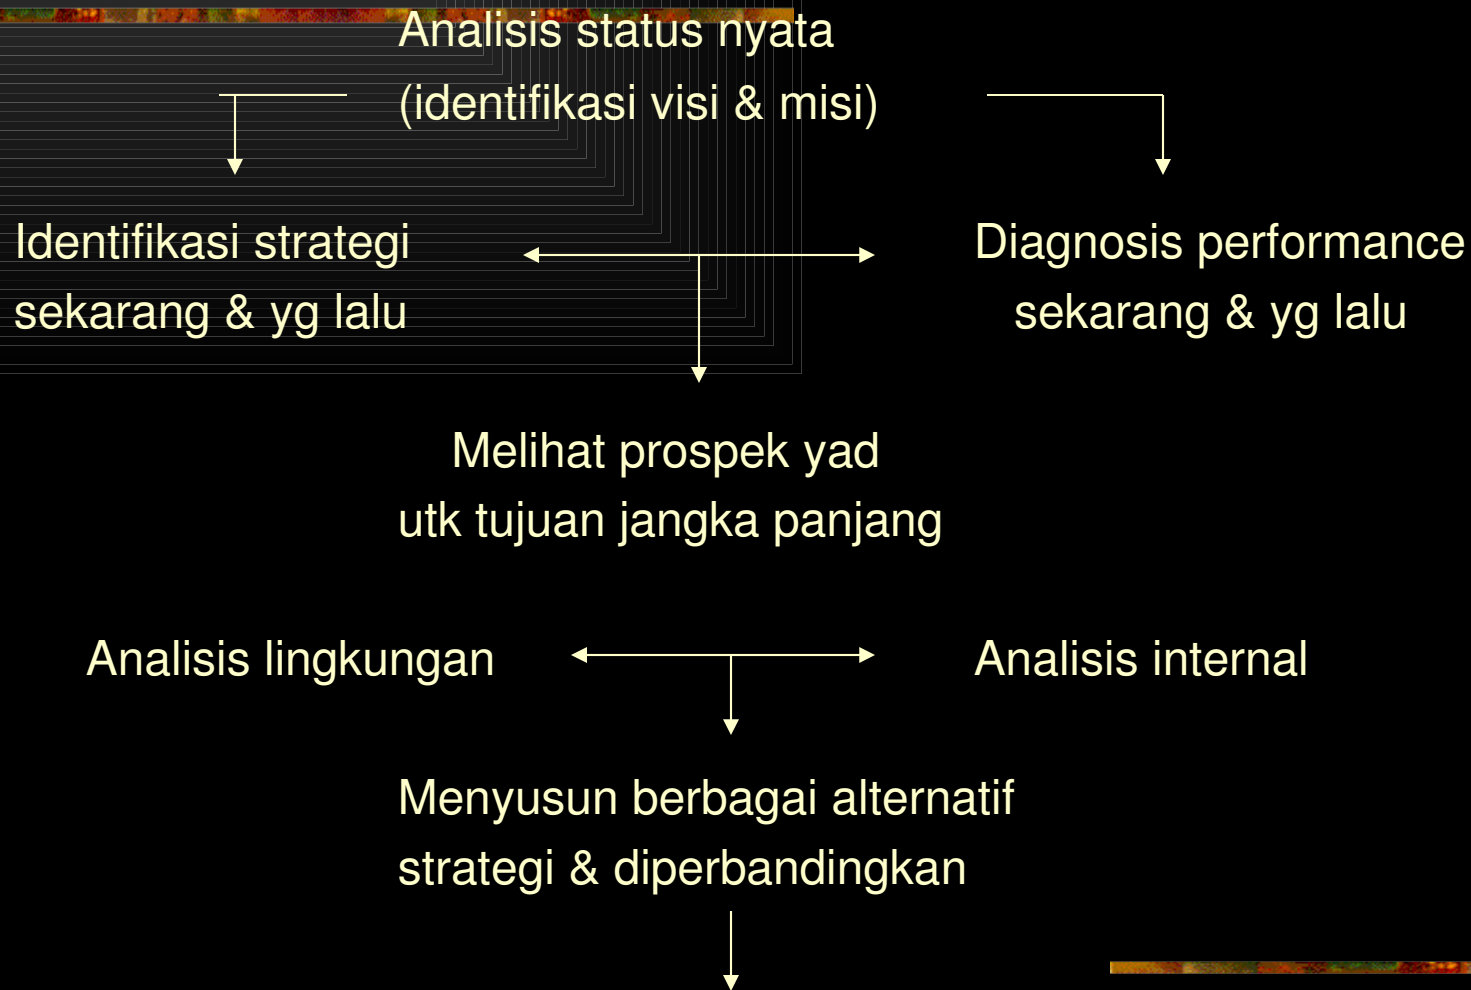 Analisis status nyata
(identifikasi visi & misi)
Identifikasi strategi
sekarang & yg lalu
Diagnosis performance
sekarang & yg lalu
Melihat prospek yad
utk tujuan jangka panjang
Analisis lingkungan
Analisis internal
Menyusun berbagai alternatif
strategi & diperbandingkan